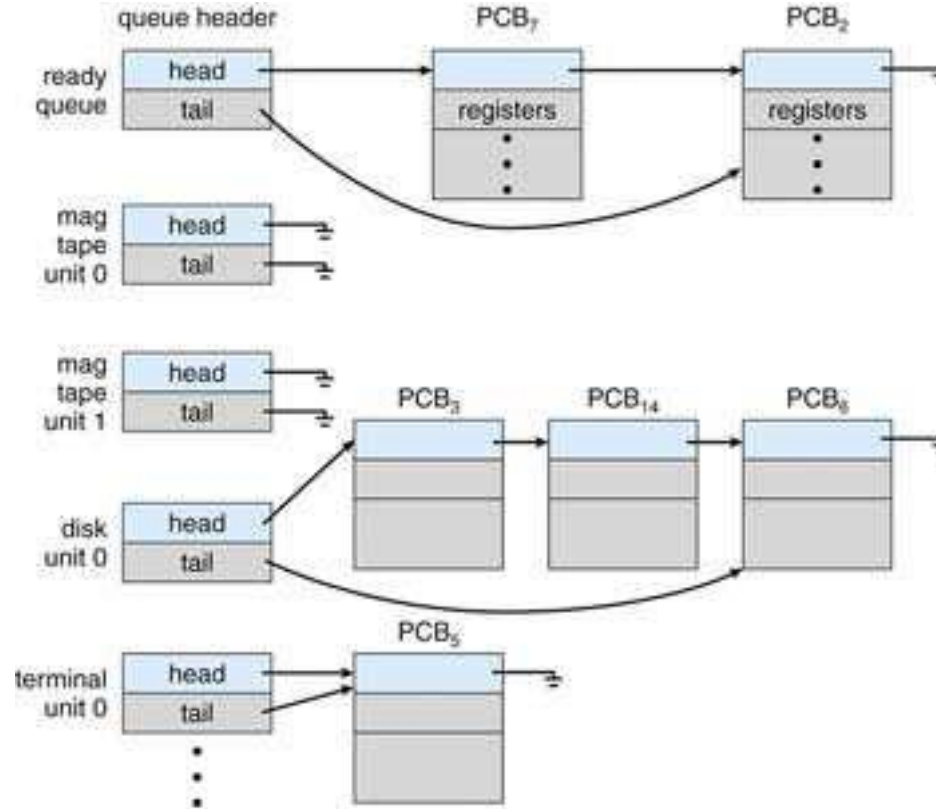 queue header
PCB₇
PCB₂
ready
queue
head
tail
registers
registers
mag
tape
unit 0
head
tail
mag
tape
unit 1
head
tail
PCB₃
PCB₁₄
PCB₆
disk
unit 0
head
tail
PCB₅
terminal
unit 0
head
tail